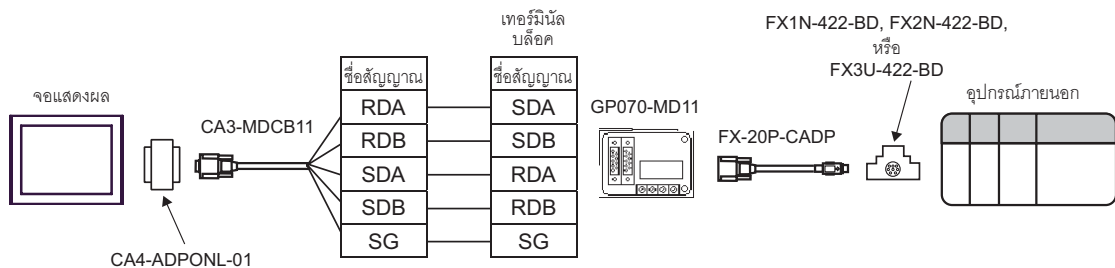 FX1N-422-BD, FX2N-422-BD,
หรือ
FX3U-422-BD
เทอร์มินัล
บล็อค
จอแสดงผล
CA3-MDCB11
ชื่อสัญญาณ
ชื่อสัญญาณ
GP070-MD11
FX-20P-CADP
อุปกรณ์ภายนอก
RDA
SDA
RDB
SDB
SDA
RDA
SDB
RDB
SG
SG
CA4-ADPONL-01